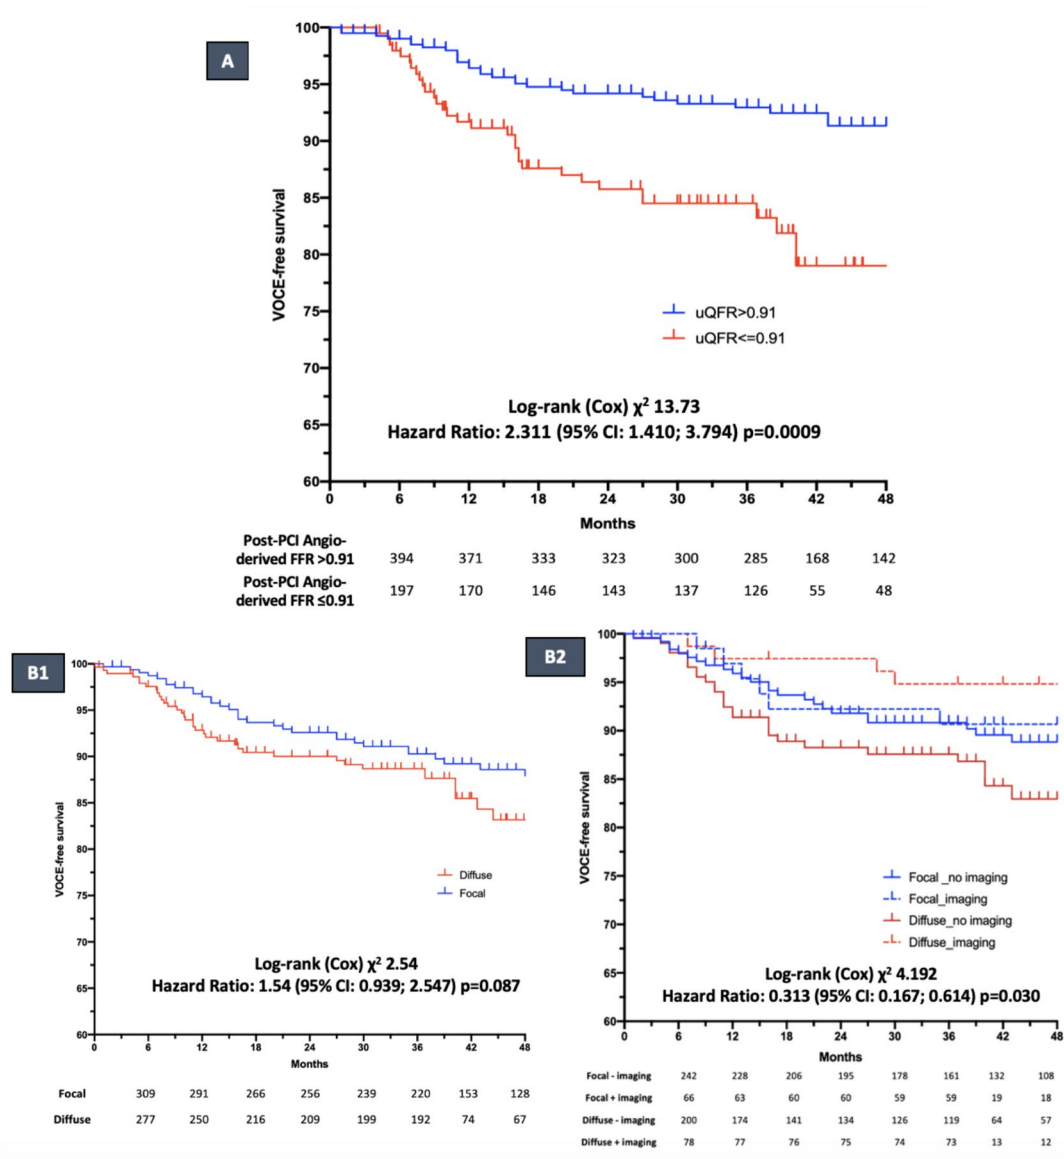 A
100
95
90
85
80
75
70
65
60
VOCE-free survival
uQFR>0.91
uQFR<=0.91
Log-rank (Cox) χ² 13.73
Hazard Ratio: 2.311 (95% CI: 1.410; 3.794) p=0.0009
0 6 12 18 24 30 36 42 48
Months
Post-PCI Angio-
derived FFR >0.91 394 371 333 323 300 285 168 142
Post-PCI Angio-
derived FFR ≤0.91 197 170 146 143 137 126 55 48
B1
100
95
90
85
80
75
70
65
60
VOCE-free survival
Diffuse
Focal
Log-rank (Cox) χ² 2.54
Hazard Ratio: 1.54 (95% CI: 0.939; 2.547) p=0.087
0 6 12 18 24 30 36 42 48
Months
Focal 309 291 266 256 239 220 153 128
Diffuse 277 250 216 209 199 192 74 67
B2
100
95
90
85
80
75
70
65
60
VOCE-free survival
Focal _no imaging
Focal_imaging
Diffuse_no imaging
Diffuse_imaging
Log-rank (Cox) χ² 4.192
Hazard Ratio: 0.313 (95% CI: 0.167; 0.614) p=0.030
0 6 12 18 24 30 36 42 48
Months
Focal - imaging 242 228 206 195 178 161 132 108
Focal + imaging 66 63 60 60 59 59 19 18
Diffuse - imaging 200 174 141 134 126 119 64 57
Diffuse + imaging 78 77 76 75 74 73 13 12